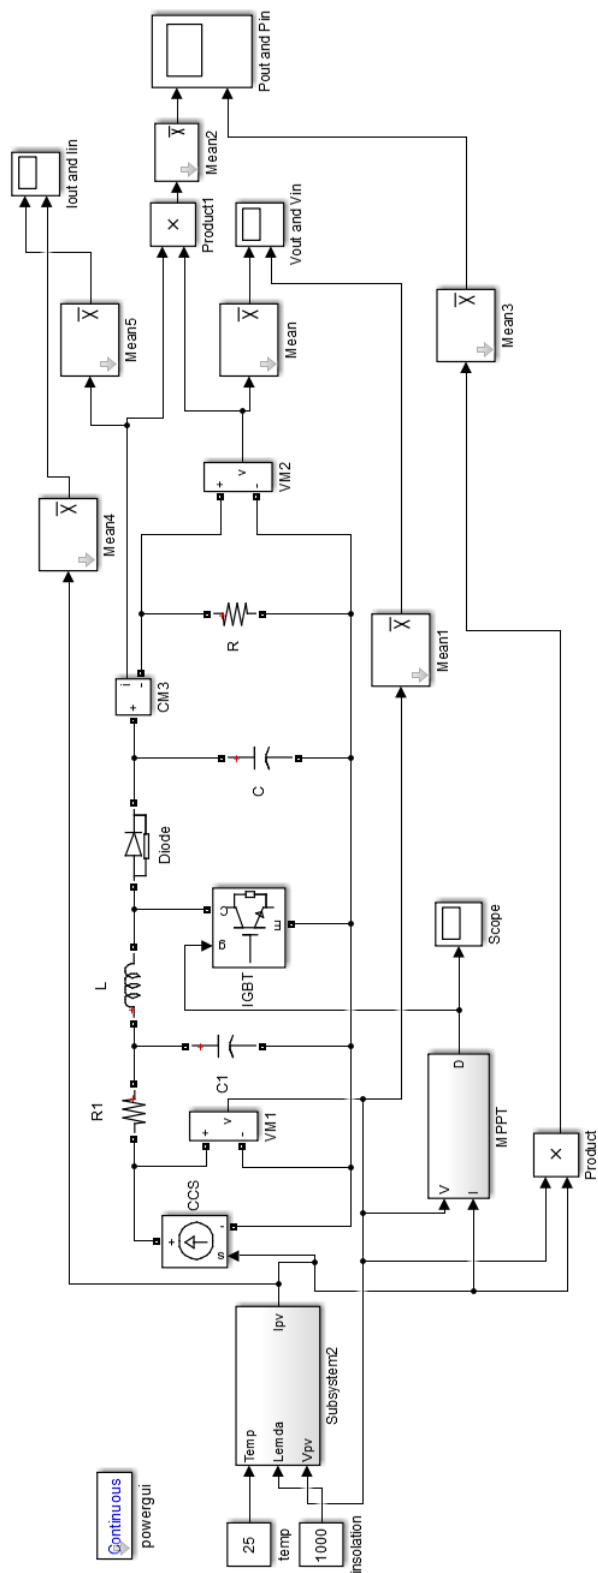 Continuous
powergui
25
temp
1000
insolation
Temp
Lemda
Vpv
Ipv
Subsystem2
CCS
+
-
s
R1
+
-
v
VM1
C1
L
g
C
E
IGBT
Diode
C
+
-
i
CM3
R
+
-
v
VM2
V
I
D
MPPT
Scope
×
Product
X
Mean4
X
Mean5
X
Mean
X
Mean1
X
Mean3
×
Product1
X
Mean2
Iout and Iin
Vout and Vin
Pout and Pin